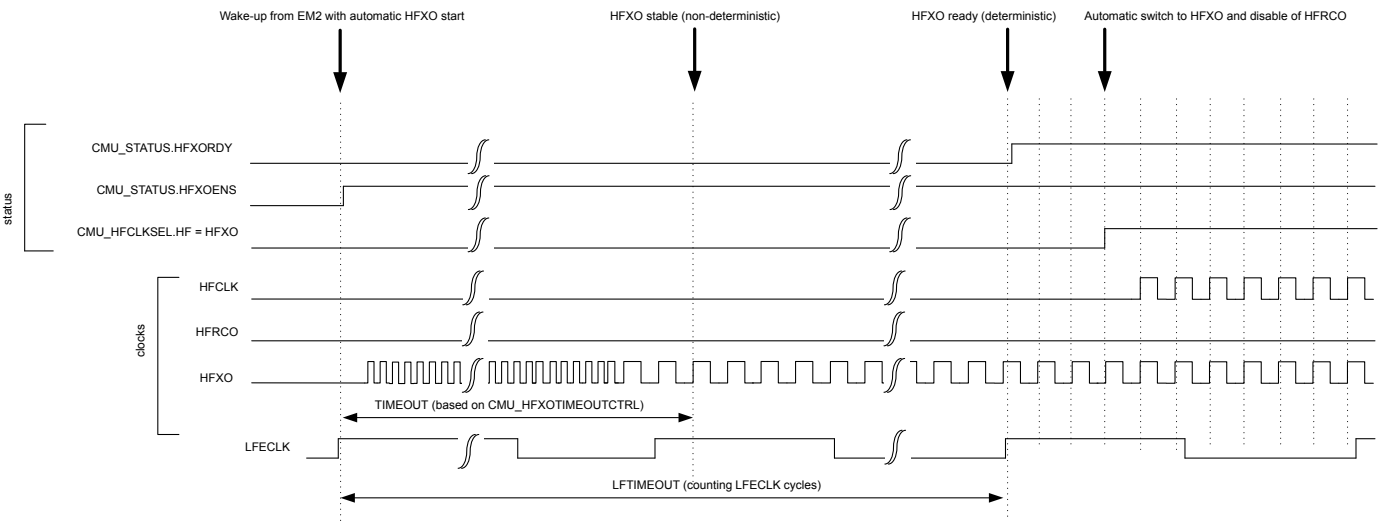 Wake-up from EM2 with automatic HFXO start
HFXO stable (non-deterministic)
HFXO ready (deterministic)
Automatic switch to HFXO and disable of HFRCO
status
CMU_STATUS.HFXORDY
CMU_STATUS.HFXOENS
CMU_HFCLKSEL.HF = HFXO
clocks
HFCLK
HFRCO
HFXO
TIMEOUT (based on CMU_HFXOTIMEOUTCTRL)
LFECLK
LFTIMEOUT (counting LFECLK cycles)